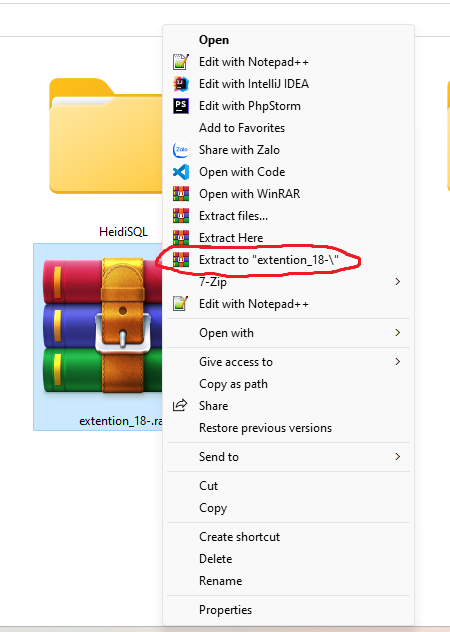 Open
Edit with Notepad++
Edit with IntelliJ IDEA
PS
Edit with PhpStorm
Add to Favorites
Zalo
Share with Zalo
Open with Code
Open with WinRAR
Extract files...
Extract Here
Extract to "extention_18-\"
7-Zip
Edit with Notepad++
Open with
Give access to
Copy as path
Share
Restore previous versions
Send to
Cut
Copy
Create shortcut
Delete
Rename
Properties
HeidiSQL
extention_18-.ra